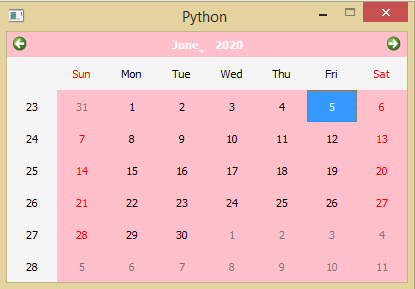 Python
June 2020
Sun Mon Tue Wed Thu Fri Sat
23 31 1 2 3 4 5 6
24 7 8 9 10 11 12 13
25 14 15 16 17 18 19 20
26 21 22 23 24 25 26 27
27 28 29 30 1 2 3 4
28 5 6 7 8 9 10 11